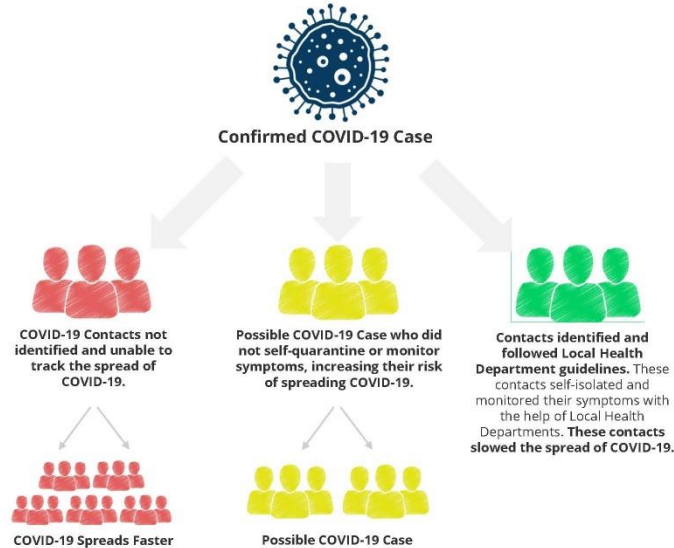 Confirmed COVID-19 Case
COVID-19 Contacts not
identified and unable to
track the spread of
COVID-19.
Possible COVID-19 Case who did
not self-quarantine or monitor
symptoms, increasing their risk
of spreading COVID-19.
Contacts identified and
followed Local Health
Department guidelines. These
contacts self-isolated and
monitored their symptoms with
the help of Local Health
Departments. These contacts
slowed the spread of COVID-19.
COVID-19 Spreads Faster
Possible COVID-19 Case